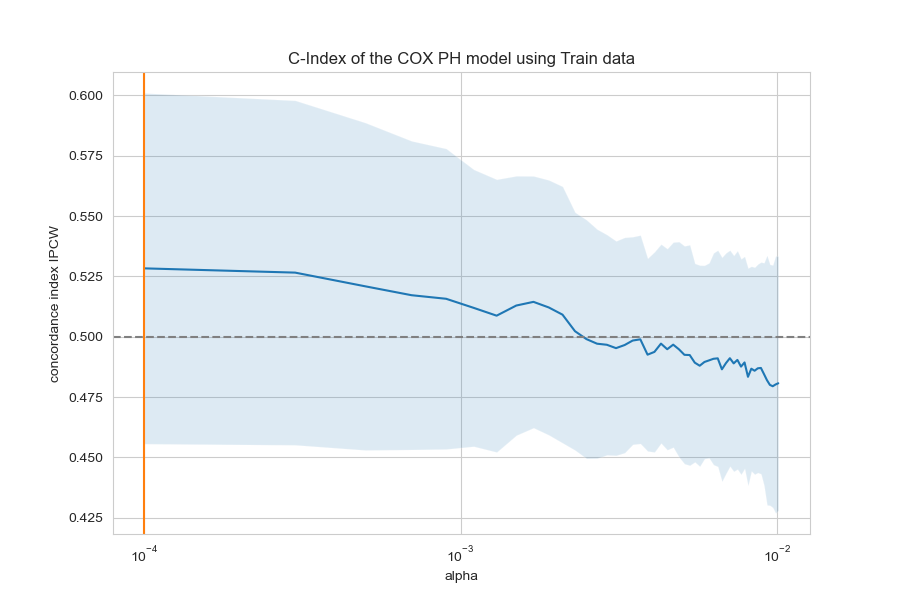 C-Index of the COX PH model using Train data
concordance index IPCW
0.600
0.575
0.550
0.525
0.500
0.475
0.450
0.425
10⁻⁴ 10⁻³ 10⁻²
alpha